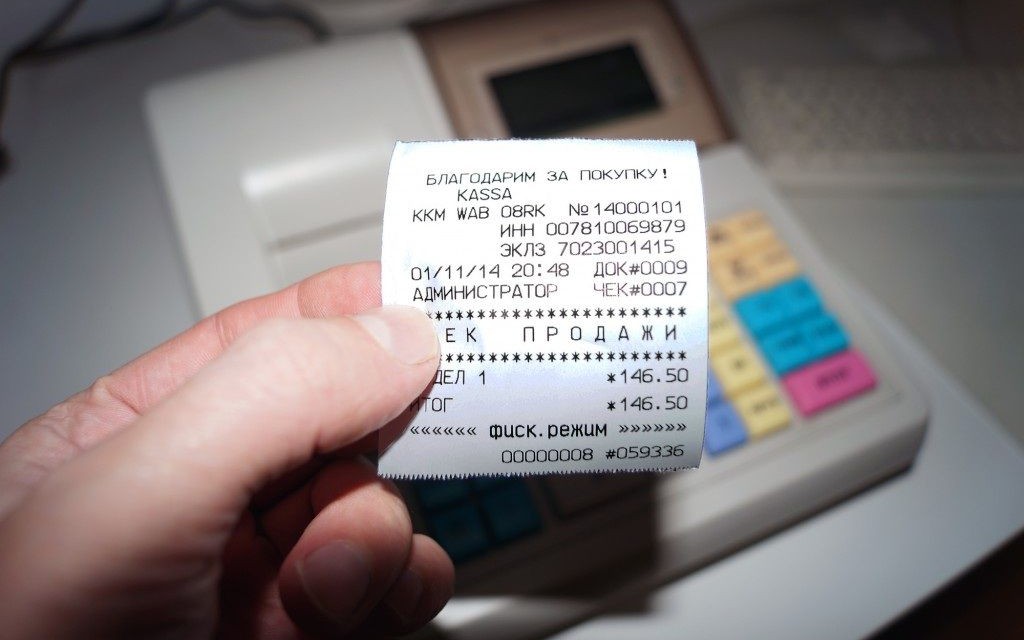 БЛАГОДАРИМ ЗА ПОКУПКУ!
KASSA
ККМ WAB 08RK №14000101
ИНН 007810069879
ЭКЛЗ 7023001415
01/11/14 20:48 ДОК#0009
АДМИНИСТРАТОР ЧЕК#0007
*******************
ЕК ПРОДАЖИ
*******************
ДЕЛ 1 *146.50
ИТОГ *146.50
«««««« фиск.режим »»»»»»
00000008 #059336